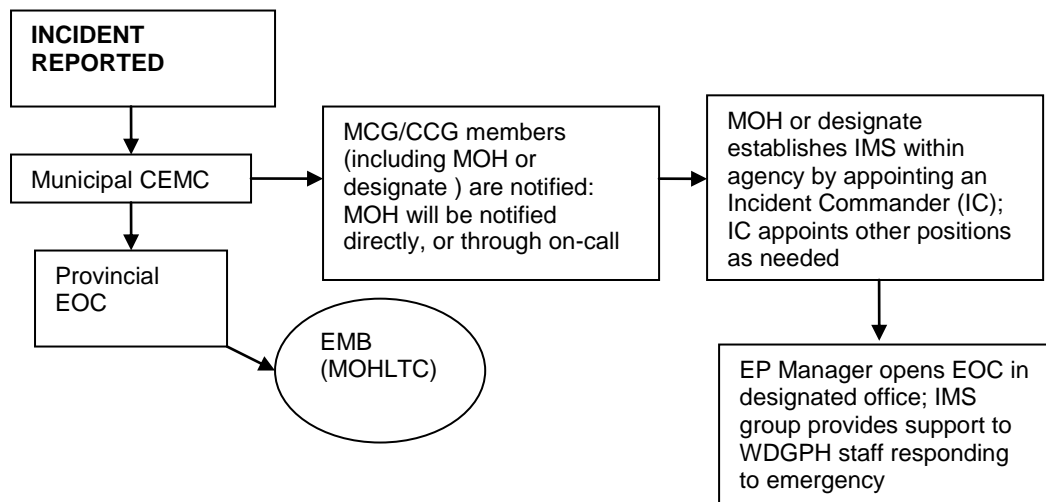 INCIDENT
REPORTED
Municipal CEMC
MCG/CCG members
(including MOH or
designate ) are notified:
MOH will be notified
directly, or through on-call
MOH or designate
establishes IMS within
agency by appointing an
Incident Commander (IC);
IC appoints other positions
as needed
Provincial
EOC
EMB
(MOHLTC)
EP Manager opens EOC in
designated office; IMS
group provides support to
WDGPH staff responding
to emergency